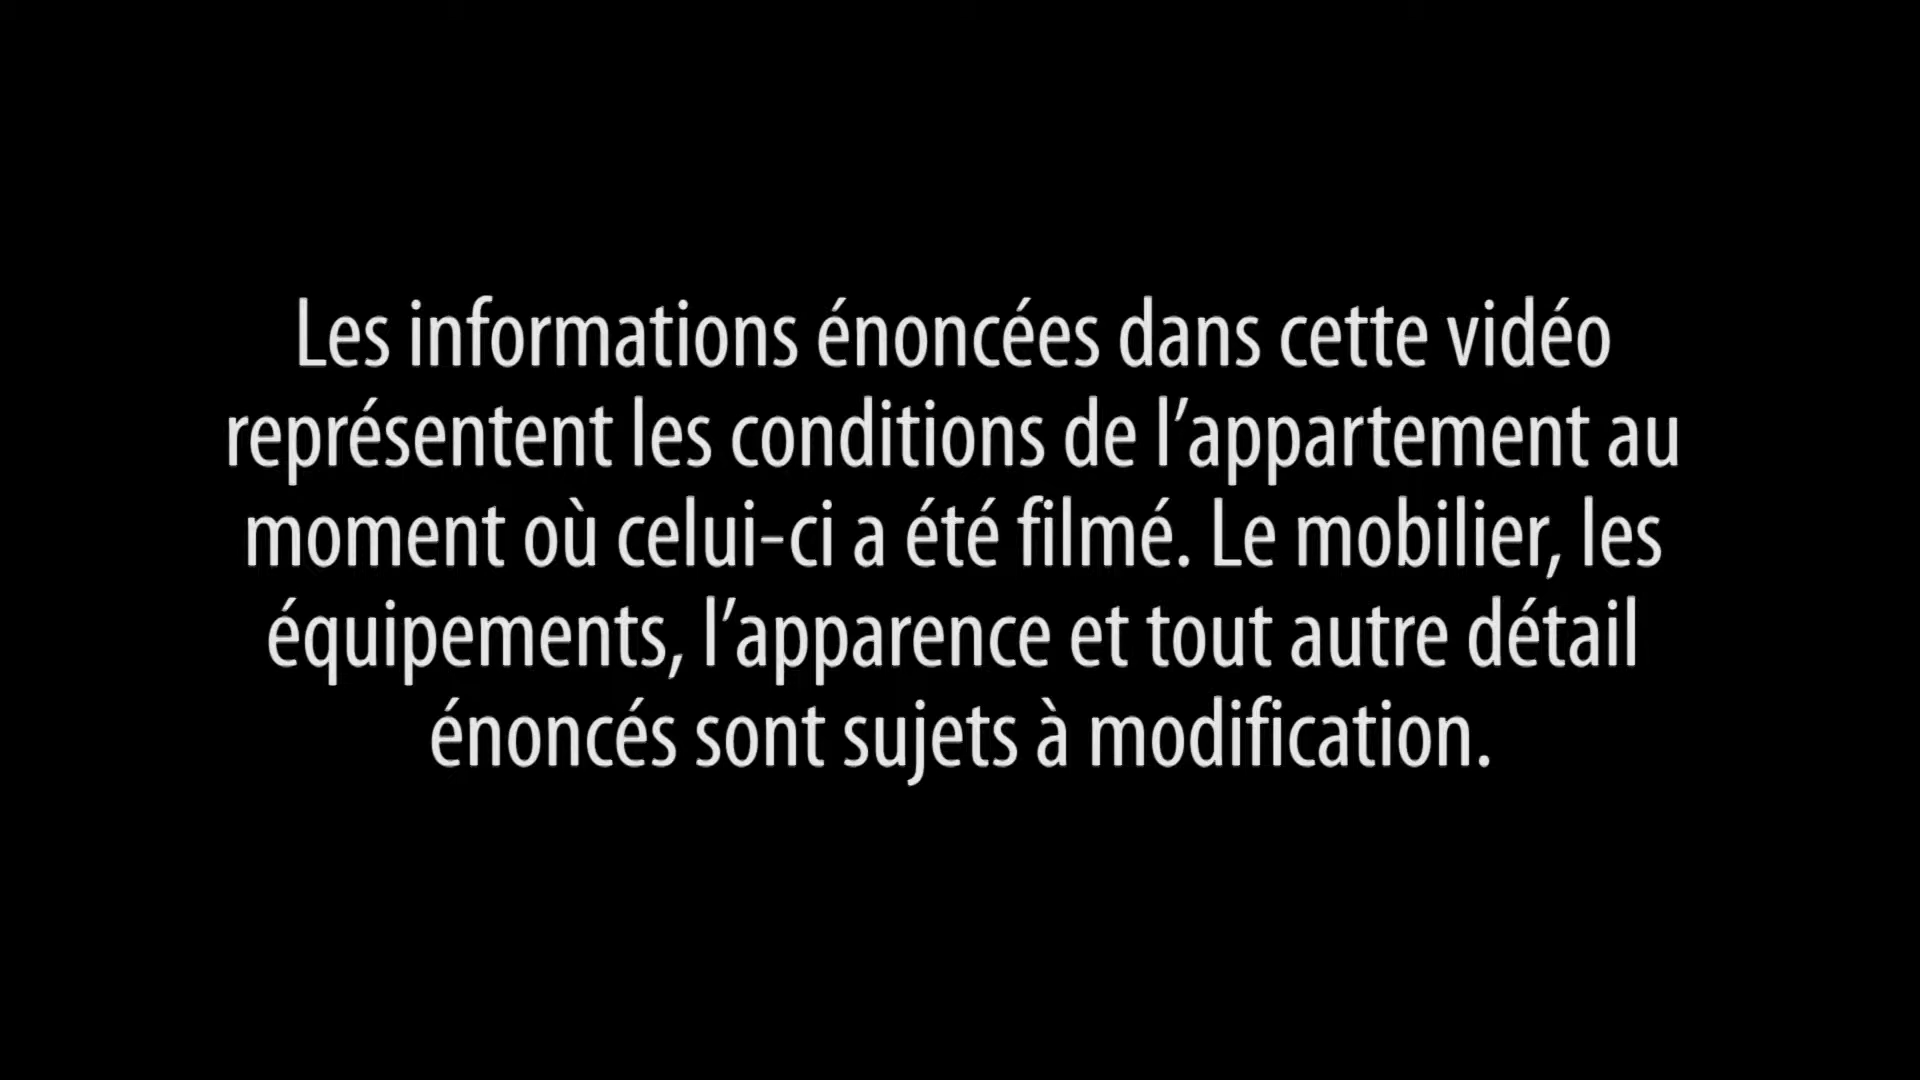 Les informations énoncées dans cette vidéo
représentent les conditions de l’appartement au
moment où celui-ci a été filmé. Le mobilier, les
équipements, l’apparence et tout autre détail
énoncés sont sujets à modification.